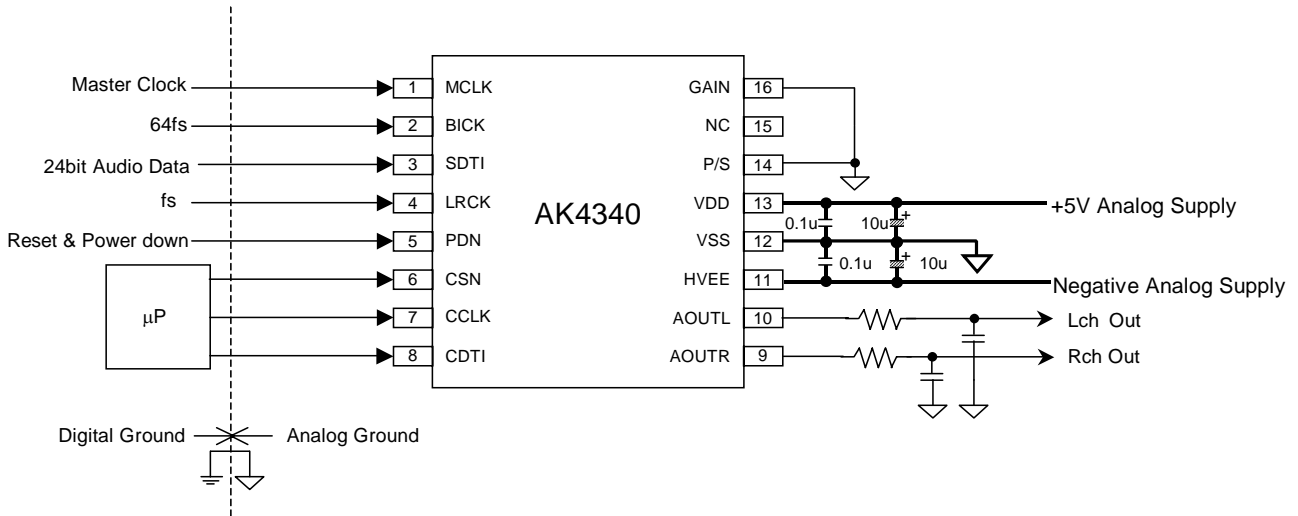 Master Clock
1
MCLK
GAIN
16
64fs
2
BICK
NC
15
24bit Audio Data
3
SDTI
P/S
14
fs
4
LRCK
AK4340
VDD
13
+5V Analog Supply
0.1u
10u
+
Reset & Power down
5
PDN
VSS
12
0.1u
10u
+
μP
6
CSN
HVEE
11
Negative Analog Supply
7
CCLK
AOUTL
10
Lch Out
8
CDTI
AOUTR
9
Rch Out
Digital Ground
Analog Ground